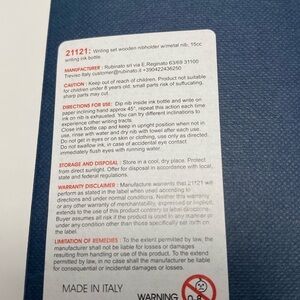 21121: Writing set wooden nibholder w/metal nib, 15cc
writing ink bottle
MANUFACTURER : Rubinato srl via E.Reginato 63/69 31100
Treviso Italy customer@rubinato.it +390422436250
CAUTION : Keep out of reach of children. Product not suitable
for children under 8 years old. small parts risk of suffucating.
sharp parts may cut.
DIRECTIONS FOR USE: Dip nib inside ink bottle and write on
paper inclining hand approx 45°, repeat this action each time
ink on nib is exhausted. You can try different inclinations to
experience other writing tracks.
Close ink bottle cap and keep upright position when not in
use, rinse with water and dry nib with towel after each use.
Do not get in eyes or on skin or clothing, use only as directed.
Do not swallow ink, in case of accidental eye contact
immediately flush eyes with running water.
STORAGE AND DISPOSAL : Store in a cool, dry place. Protect
from direct sunlight. Offer for disposal in accordance with local,
state and federal regulations.
WARRANTY DISCLAIMER : Manufacture warrants that 21121 will
perform as stated in the label when used according to
directions and under normal conditions. Neither this warranty
or any other warranty of merchantability, expressed or implicit,
extends to the use of this product contrary to label directions.
Buyer assumes all risk if the product is used in any manner or
under any condition other than those specifically set forth on
the label.
LIMITATION OF REMEDIES : To the extent permitted by law, the
manufacturer shall not be liable for losses or damages
resulting from handling or use of this product. To the extent
permitted by law, in no case shall the manufacturer be liable
for consequential or incidental damages or losses.
MADE IN ITALY
WARNING
0-8